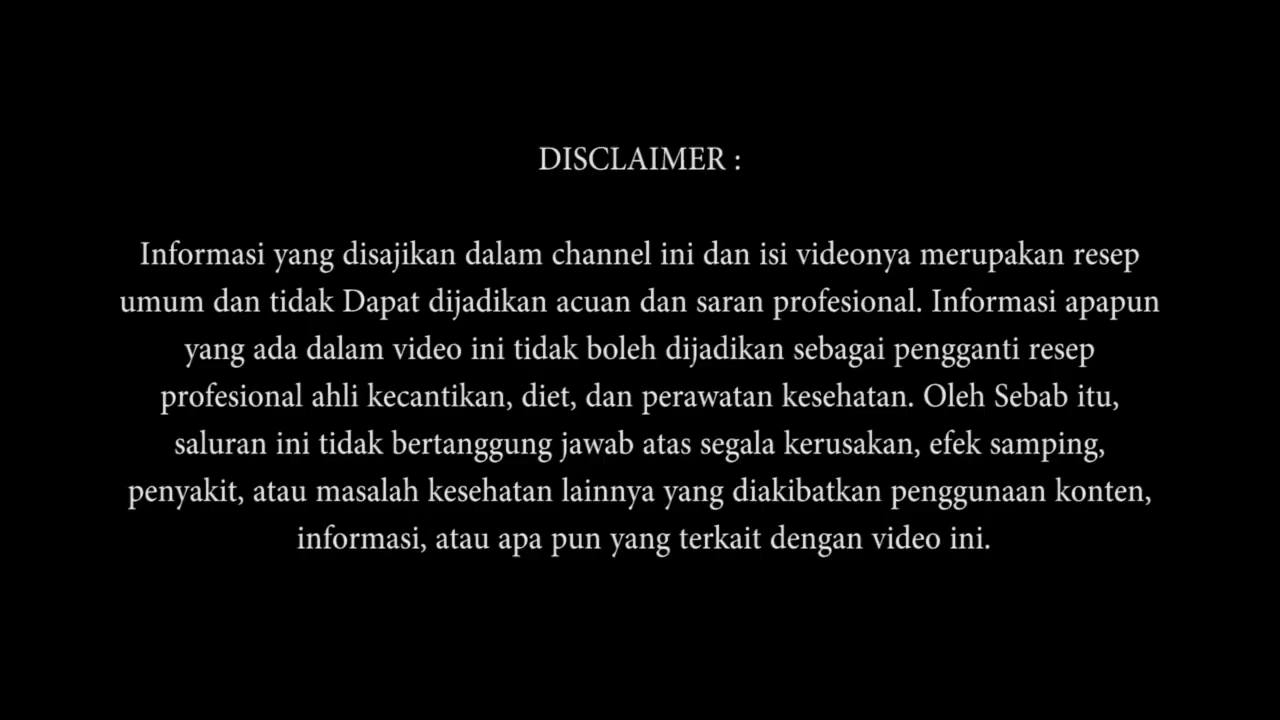 DISCLAIMER :
Informasi yang disajikan dalam channel ini dan isi videonya merupakan resep
umum dan tidak Dapat dijadikan acuan dan saran profesional. Informasi apapun
yang ada dalam video ini tidak boleh dijadikan sebagai pengganti resep
profesional ahli kecantikan, diet, dan perawatan kesehatan. Oleh Sebab itu,
saluran ini tidak bertanggung jawab atas segala kerusakan, efek samping,
penyakit, atau masalah kesehatan lainnya yang diakibatkan penggunaan konten,
informasi, atau apa pun yang terkait dengan video ini.